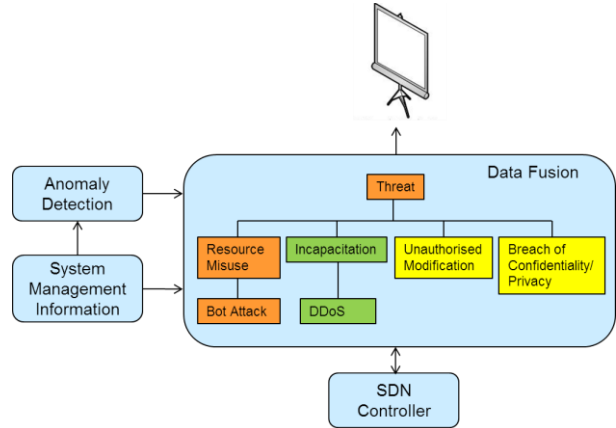 Data Fusion
Threat
Anomaly
Detection
Resource
Misuse
Incapacitation
Unauthorised
Modification
Breach of
Confidentiality/
Privacy
System
Management
Information
Bot Attack
DDoS
SDN
Controller